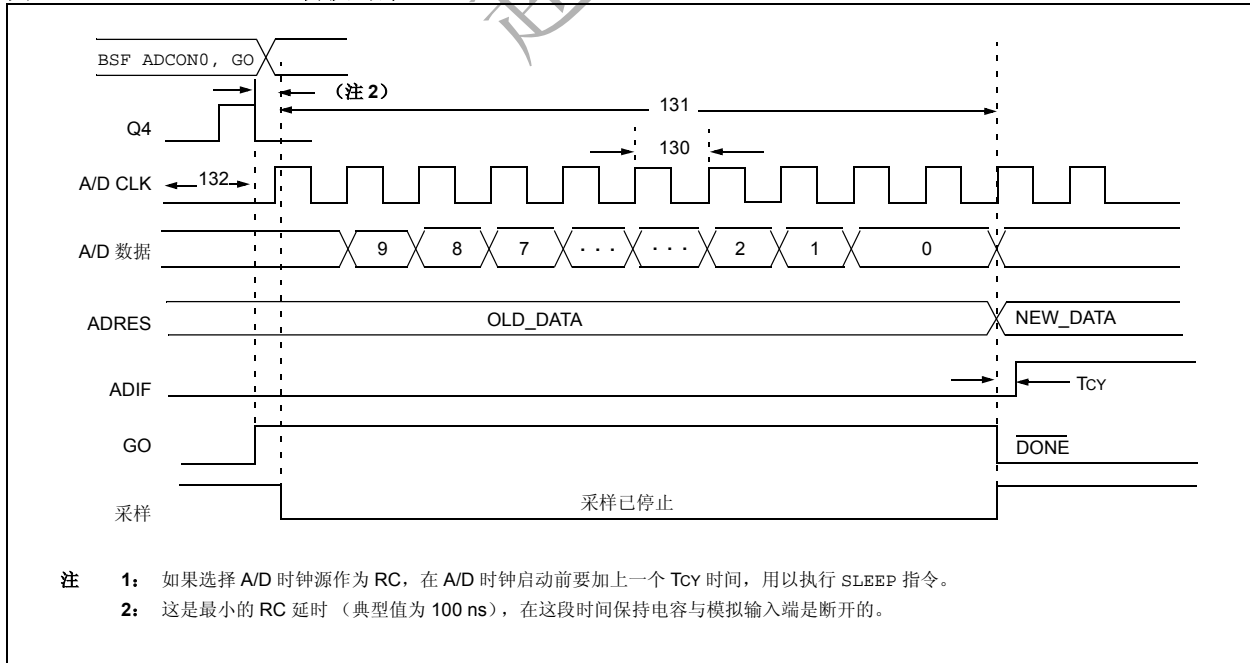 BSF ADCON0, GO
（注 2）
131
Q4
130
A/D CLK
132
A/D 数据
9 8 7 · · · · · · 2 1 0
ADRES
OLD_DATA
NEW_DATA
ADIF
TCY
GO
DONE
采样
采样已停止
注 1： 如果选择 A/D 时钟源作为 RC，在 A/D 时钟启动前要加上一个 TCY 时间，用以执行 SLEEP 指令。
2： 这是最小的 RC 延时 （典型值为 100 ns），在这段时间保持电容与模拟输入端是断开的。